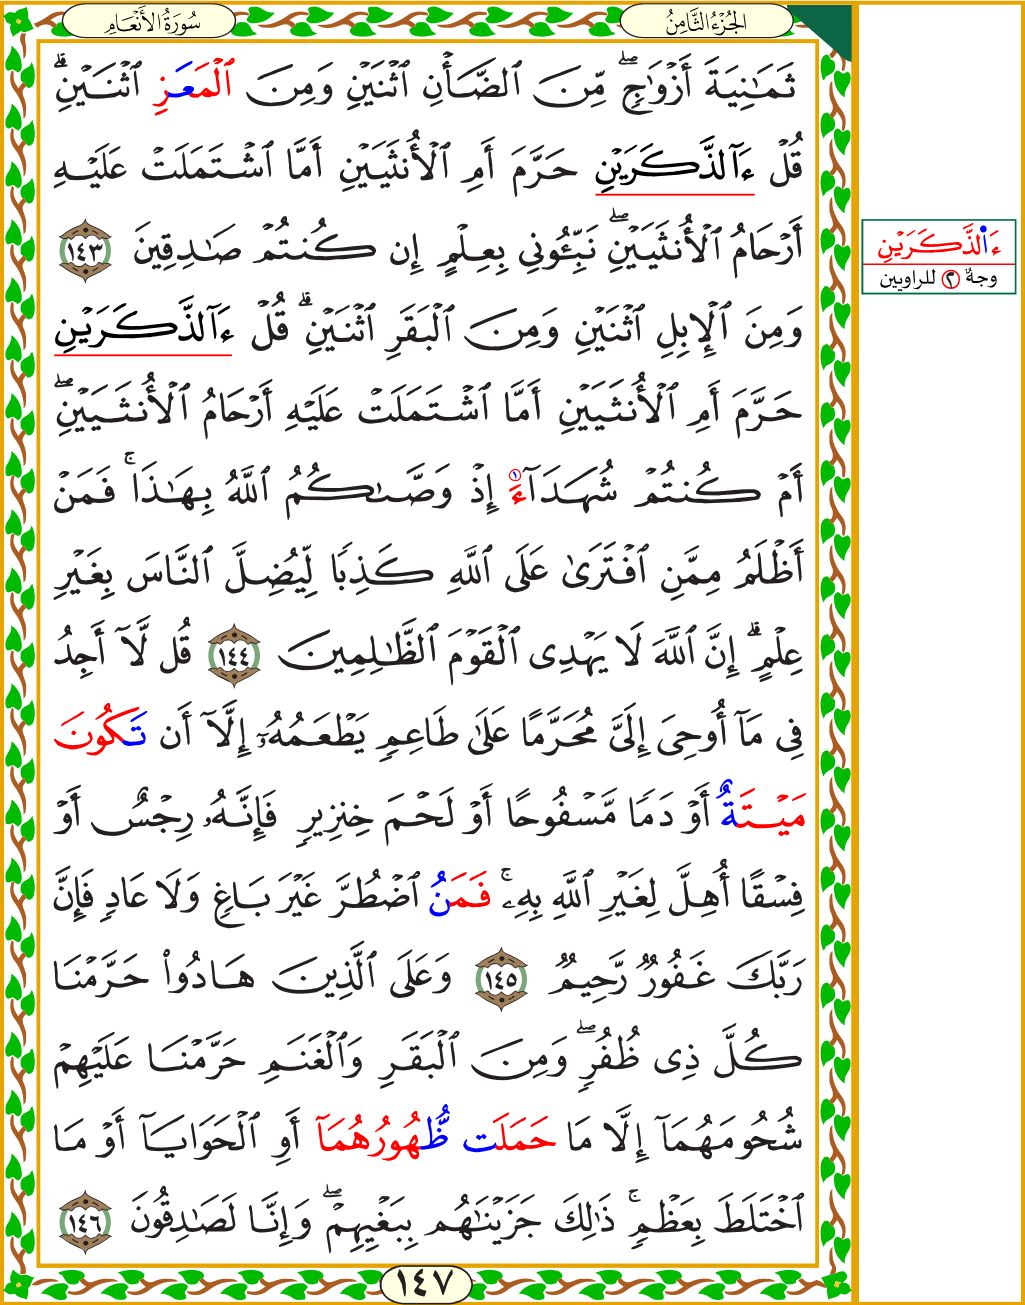 الجُزْءُ الثَّامِنُ
سُورَةُ الأَنْعَامِ
ثَمَٰنِيَةَ أَزْوَٰجٍۖ مِّنَ ٱلضَّأْنِ ٱثْنَيْنِ وَمِنَ ٱلْمَعَزِ ٱثْنَيْنِۗ
قُلْ ءَآلذَّكَرَيْنِ حَرَّمَ أَمِ ٱلْأُنثَيَيْنِ أَمَّا ٱشْتَمَلَتْ عَلَيْهِ
أَرْحَامُ ٱلْأُنثَيَيْنِۖ نَبِّـُٔونِي بِعِلْمٍ إِن كُنتُمْ صَٰدِقِينَ ١٤٣
وَمِنَ ٱلْإِبِلِ ٱثْنَيْنِ وَمِنَ ٱلْبَقَرِ ٱثْنَيْنِۗ قُلْ ءَآلذَّكَرَيْنِ
حَرَّمَ أَمِ ٱلْأُنثَيَيْنِ أَمَّا ٱشْتَمَلَتْ عَلَيْهِ أَرْحَامُ ٱلْأُنثَيَيْنِۖ
أَمْ كُنتُمْ شُهَدَآءَ ١ إِذْ وَصَّىٰكُمُ ٱللَّهُ بِهَٰذَاۚ فَمَنْ
أَظْلَمُ مِمَّنِ ٱفْتَرَىٰ عَلَى ٱللَّهِ كَذِبًا لِّيُضِلَّ ٱلنَّاسَ بِغَيْرِ
عِلْمٍۗ إِنَّ ٱللَّهَ لَا يَهْدِى ٱلْقَوْمَ ٱلظَّٰلِمِينَ ١٤٤ قُل لَّآ أَجِدُ
فِي مَآ أُوحِىَ إِلَىَّ مُحَرَّمًا عَلَىٰ طَاعِمٍ يَطْعَمُهُۥٓ إِلَّآ أَن تَكُونَ
مَيْتَةٌ أَوْ دَمًا مَّسْفُوحًا أَوْ لَحْمَ خِنزِيرٍ فَإِنَّهُۥ رِجْسٌ أَوْ
فِسْقًا أُهِلَّ لِغَيْرِ ٱللَّهِ بِهِۦۚ فَمَنُ ٱضْطُرَّ غَيْرَ بَاغٍ وَلَا عَادٍ فَإِنَّ
رَبَّكَ غَفُورٌ رَّحِيمٌ ١٤٥ وَعَلَى ٱلَّذِينَ هَادُوا۟ حَرَّمْنَا
كُلَّ ذِى ظُفُرٍۖ وَمِنَ ٱلْبَقَرِ وَٱلْغَنَمِ حَرَّمْنَا عَلَيْهِمْ
شُحُومَهُمَآ إِلَّا مَا حَمَلَت ظُّهُورُهُمَآ أَوِ ٱلْحَوَايَآ أَوْ مَا
ٱخْتَلَطَ بِعَظْمٍۚ ذَٰلِكَ جَزَيْنَٰهُم بِبَغْيِهِمْۖ وَإِنَّا لَصَٰدِقُونَ ١٤٦
ءَا۬لذَّكَرَيْنِ
وجهٌ ٢ للراويين
١٤٧